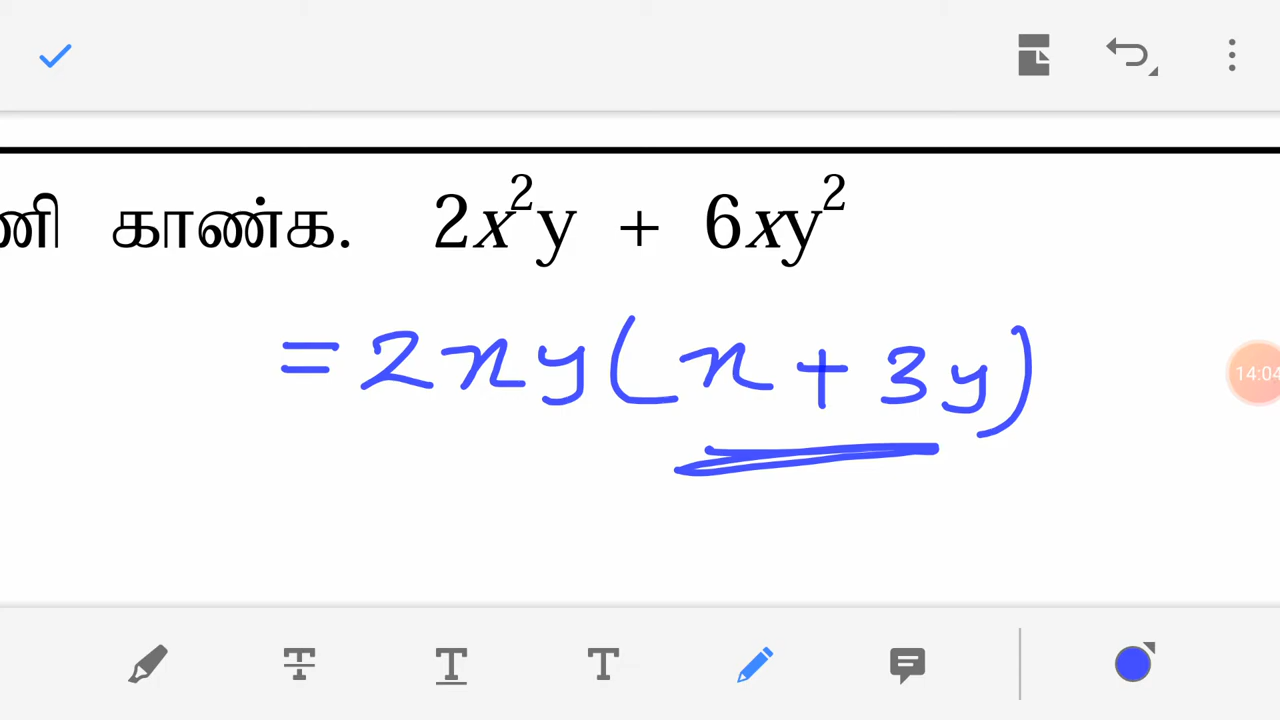 காண்க. 2x²y + 6xy²
= 2xy(x + 3y)
14:04